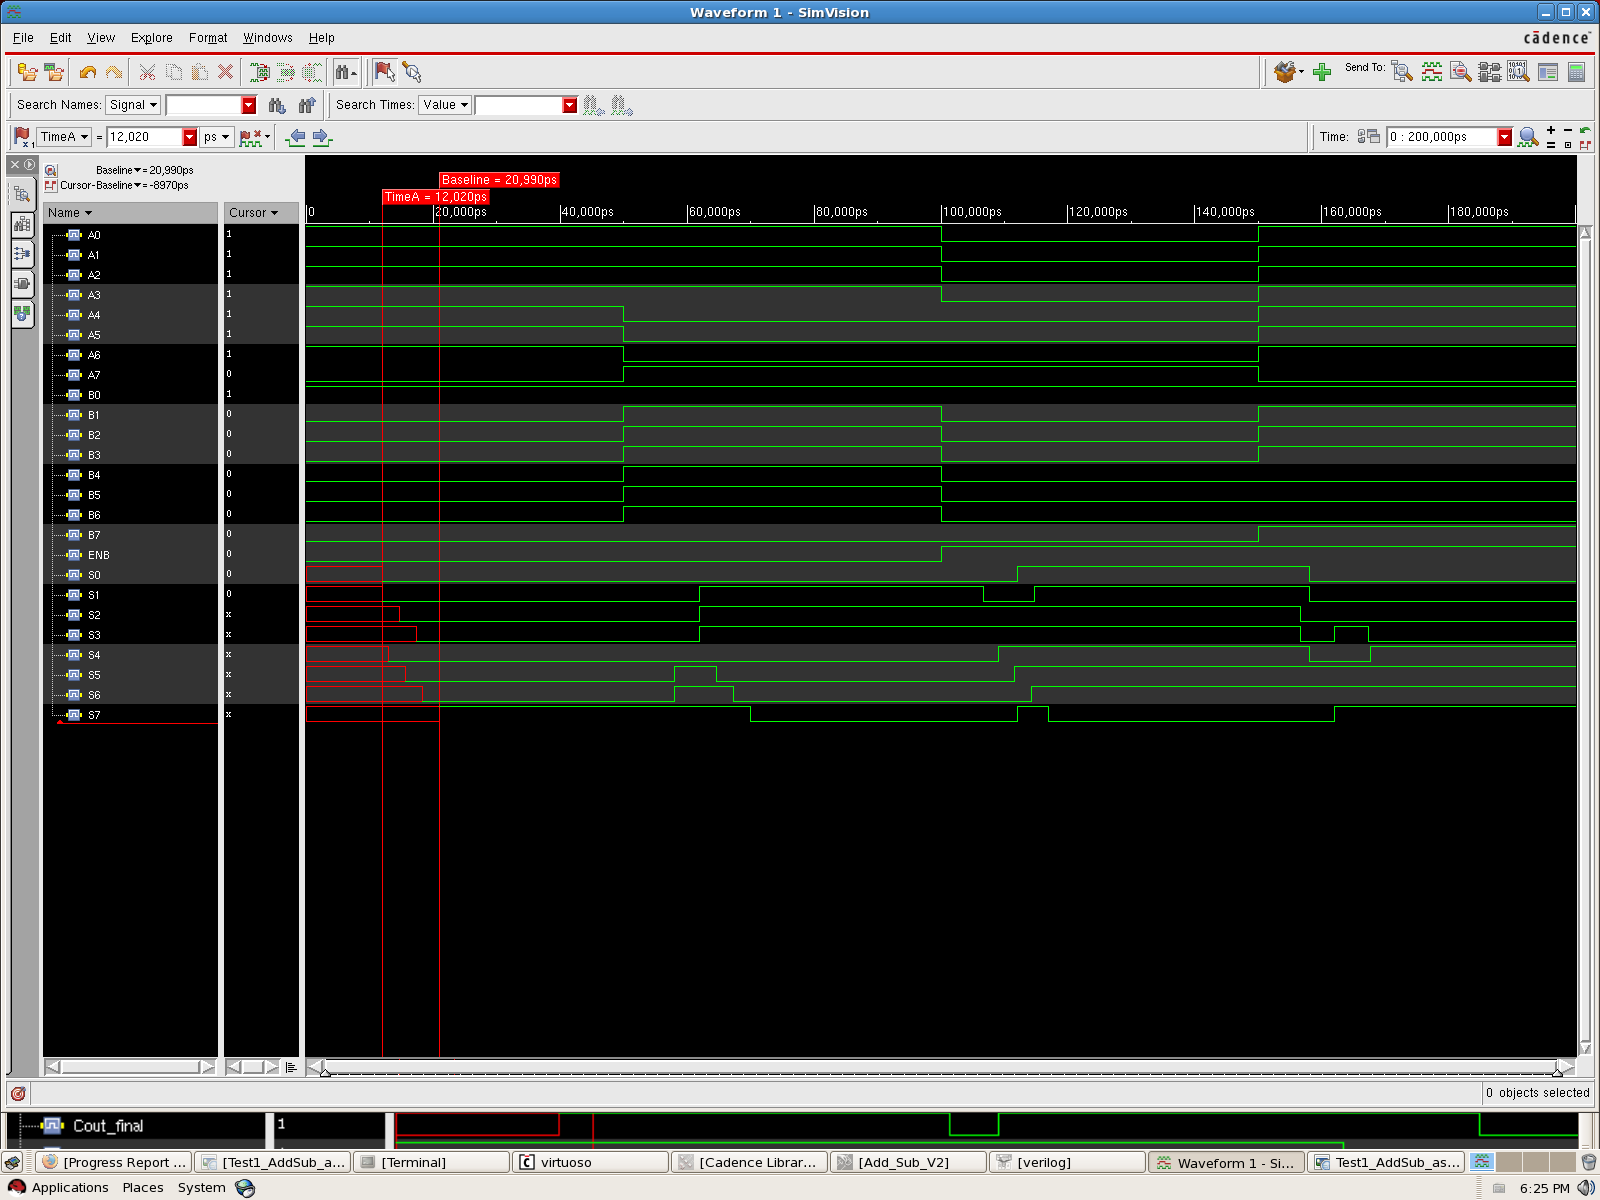 Waveform 1 - SimVision
File Edit View Explore Format Windows Help
cādence
Send To:
Search Names: Signal Search Times: Value
TimeA = 12,020 ps Time: 0 : 200,000ps
Baseline = 20,990ps
Cursor-Baseline = -8970ps
Baseline = 20,990ps
TimeA = 12,020ps
Name Cursor 0 20,000ps 40,000ps 60,000ps 80,000ps 100,000ps 120,000ps 140,000ps 160,000ps 180,000ps
A0 1
A1 1
A2 1
A3 1
A4 1
A5 1
A6 1
A7 0
B0 1
B1 0
B2 0
B3 0
B4 0
B5 0
B6 0
B7 0
ENB 0
S0 0
S1 0
S2 x
S3 x
S4 x
S5 x
S6 x
S7 x
0 objects selected
Cout_final 1
[Progress Report ... [Test1_AddSub_a... [Terminal] virtuoso [Cadence Librar... [Add_Sub_V2] [verilog] Waveform 1 - Si... Test1_AddSub_as...
Applications Places System 6:25 PM